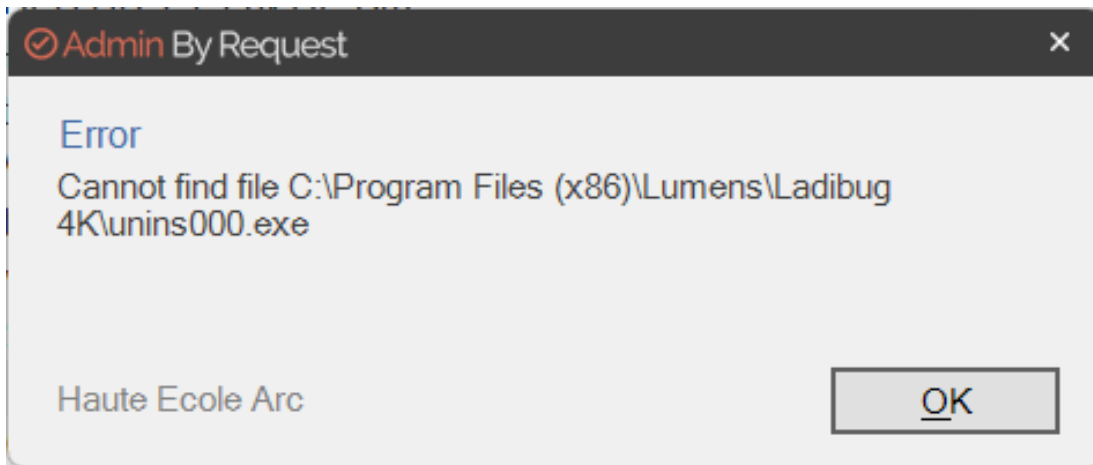 Admin By Request
Error
Cannot find file C:\Program Files (x86)\Lumens\Ladibug
4K\unins000.exe
Haute Ecole Arc
OK